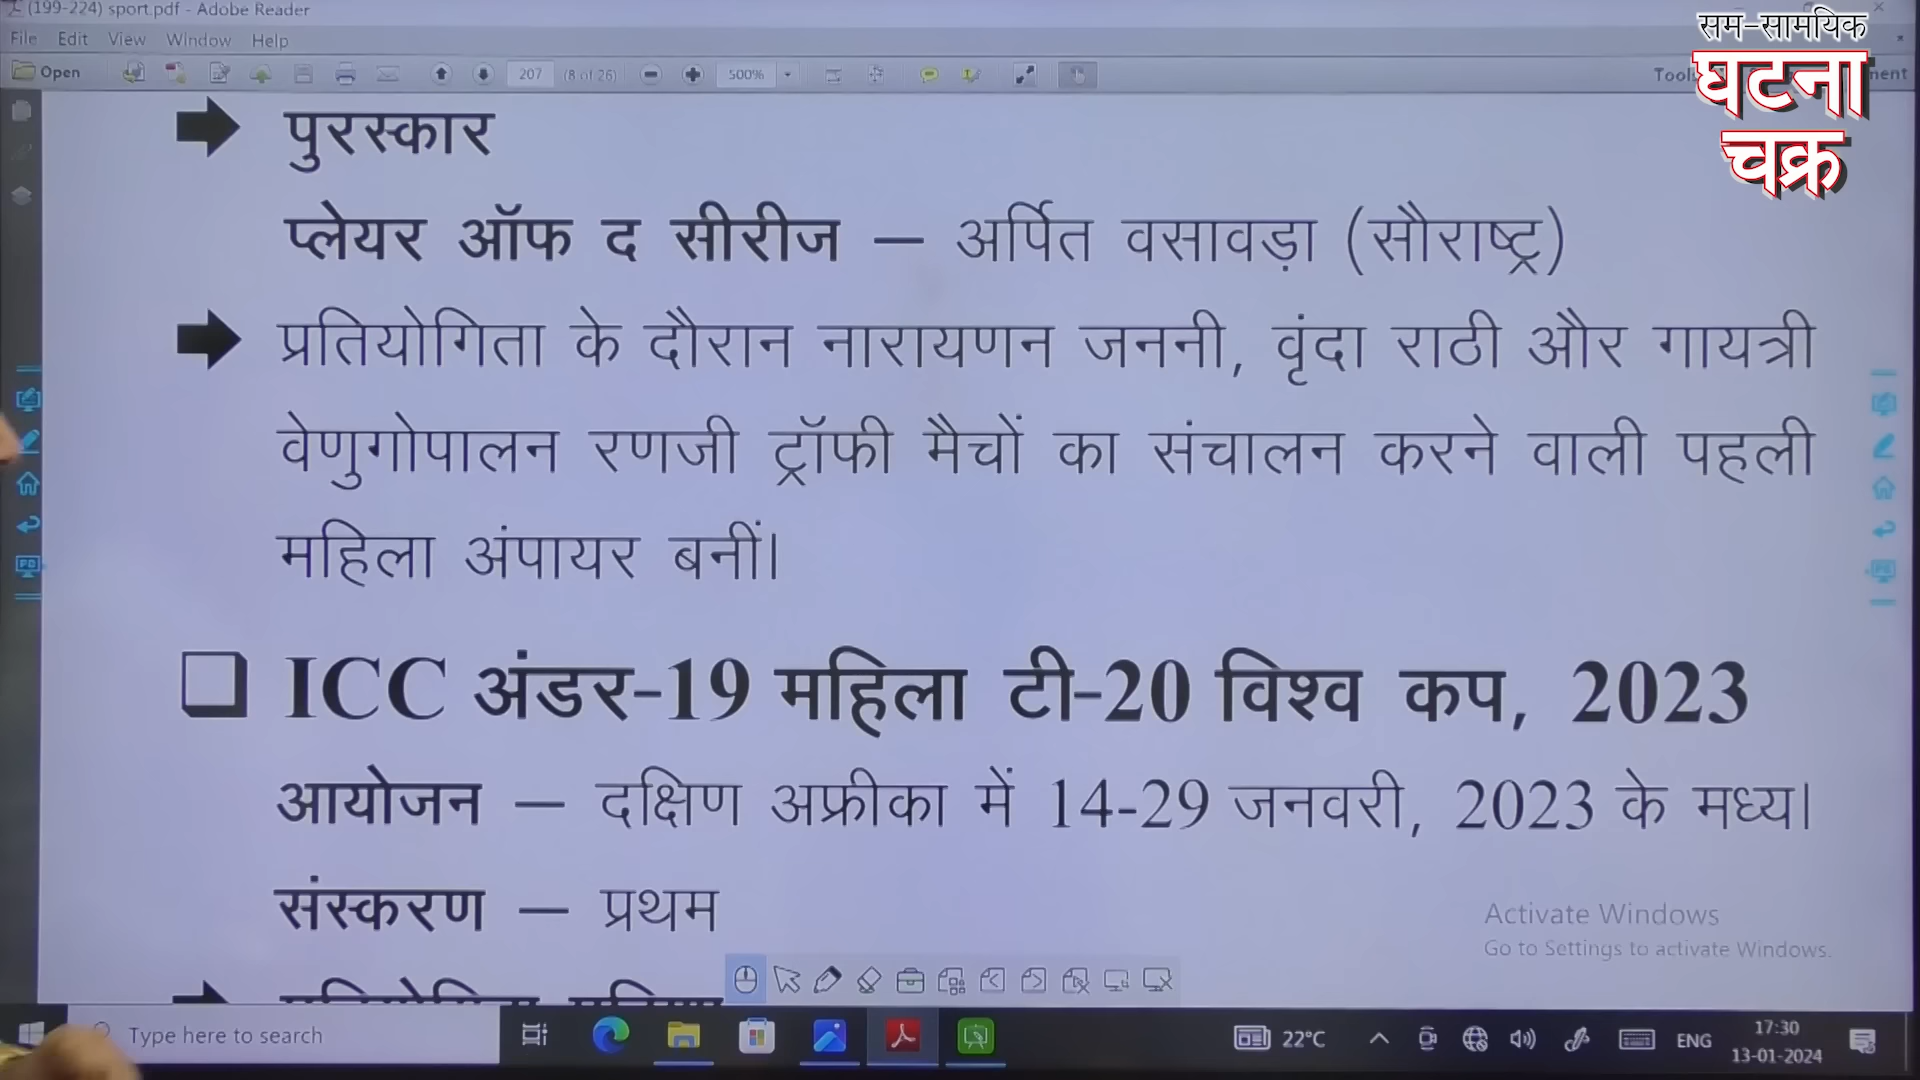 (199-224) sport.pdf - Adobe Reader
File Edit View Window Help
Open 207 (8 of 26) 500%
सम-सामयिक
घटना
चक्र
पुरस्कार
प्लेयर ऑफ द सीरीज – अर्पित वसावड़ा (सौराष्ट्र)
प्रतियोगिता के दौरान नारायणन जननी, वृंदा राठी और गायत्री
वेणुगोपालन रणजी ट्रॉफी मैचों का संचालन करने वाली पहली
महिला अंपायर बनीं।
ICC अंडर-19 महिला टी-20 विश्व कप, 2023
आयोजन – दक्षिण अफ्रीका में 14-29 जनवरी, 2023 के मध्य।
संस्करण – प्रथम
Activate Windows
Go to Settings to activate Windows.
Type here to search
22°C
ENG
17:30
13-01-2024